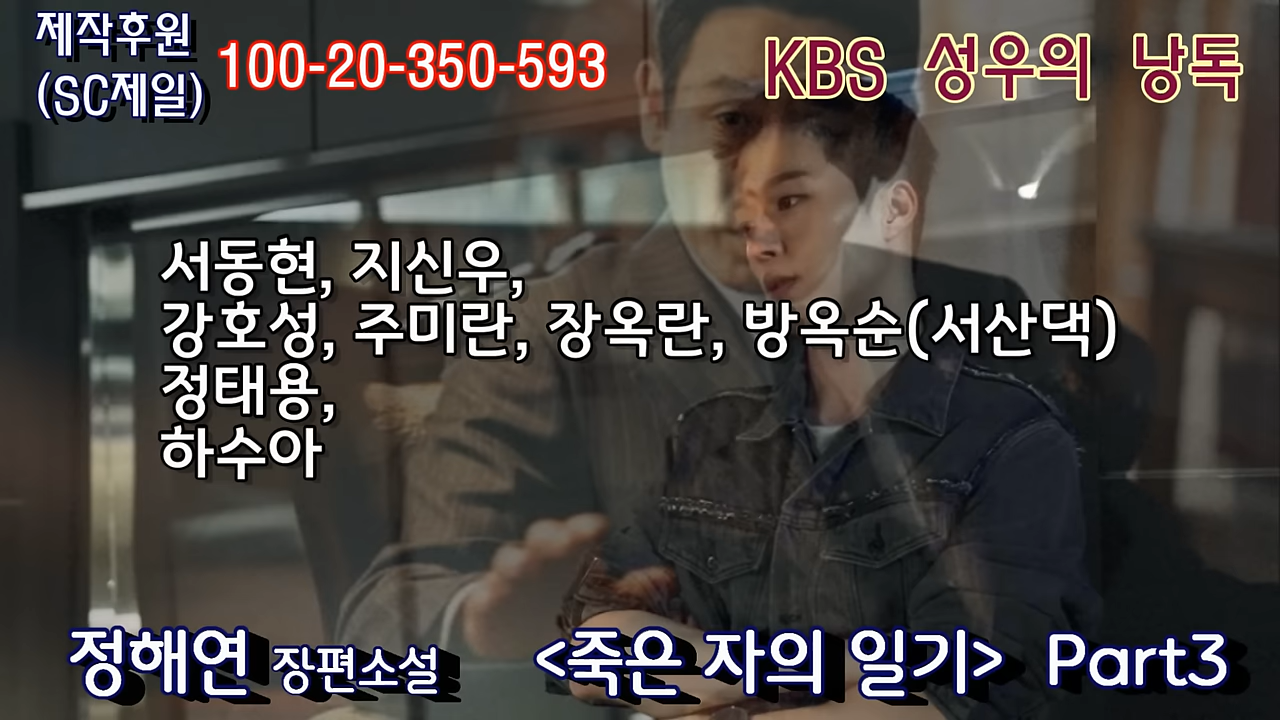 제작후원
(SC제일)
100-20-350-593
KBS 성우의 낭독
서동현, 지신우,
강호성, 주미란, 장옥란, 방옥순(서산댁)
정태용,
하수아
정해연 장편소설 <죽은 자의 일기> Part3